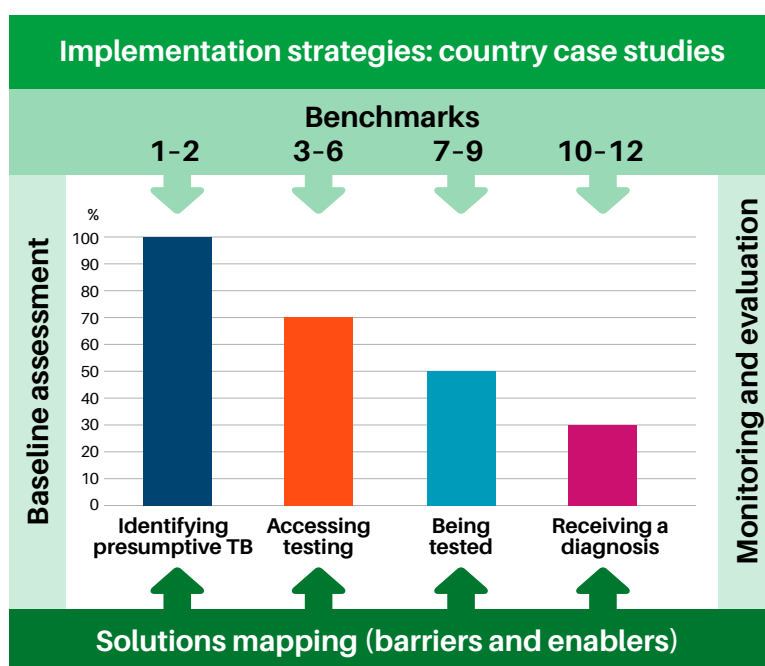 Implementation strategies: country case studies
Benchmarks
1–2 3–6 7–9 10–12
Baseline assessment
%
100
90
80
70
60
50
40
30
20
10
0
Identifying
presumptive TB
Accessing
testing
Being
tested
Receiving a
diagnosis
Monitoring and evaluation
Solutions mapping (barriers and enablers)